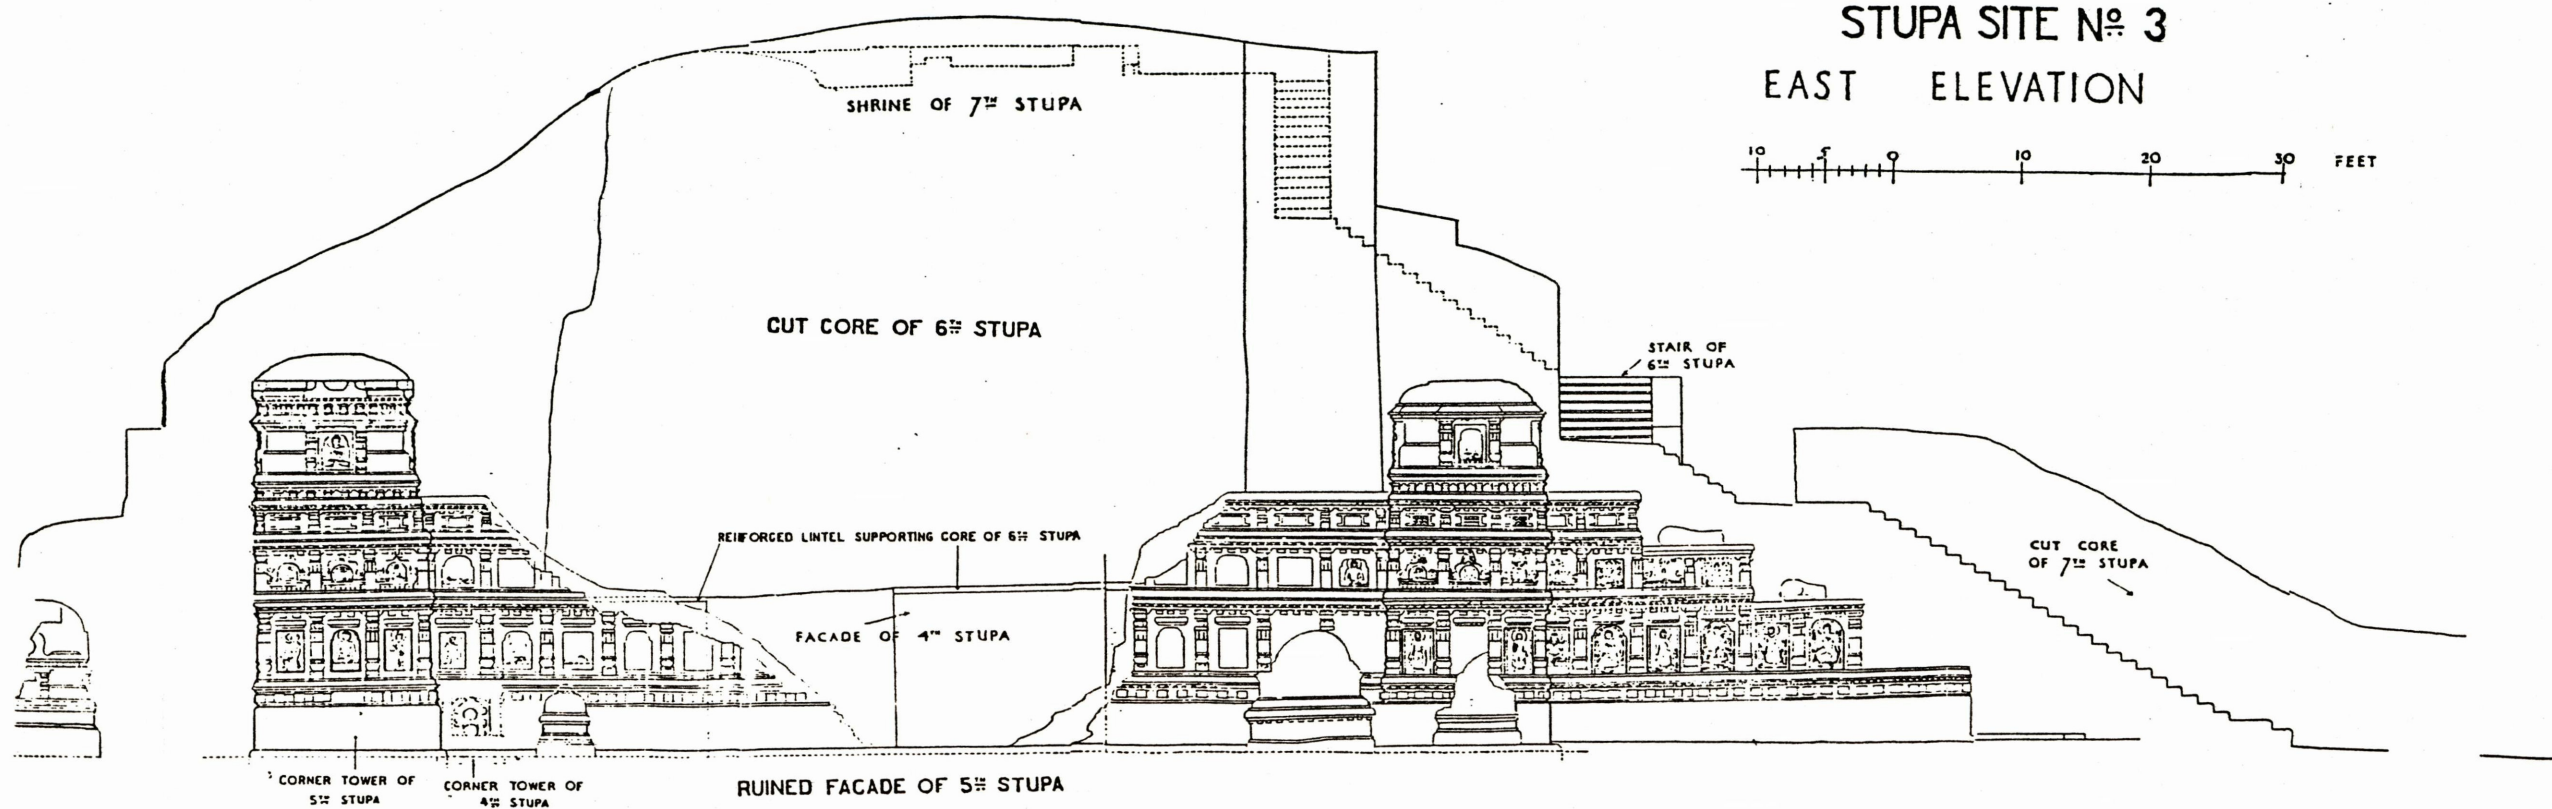 STUPA SITE Nº 3
EAST ELEVATION
10 5 0 10 20 30 FEET
SHRINE OF 7TH STUPA
CUT CORE OF 6TH STUPA
STAIR OF
6TH STUPA
REINFORCED LINTEL SUPPORTING CORE OF 6TH STUPA
CUT CORE
OF 7TH STUPA
FACADE OF 4TH STUPA
CORNER TOWER OF
5TH STUPA
CORNER TOWER OF
4TH STUPA
RUINED FACADE OF 5TH STUPA